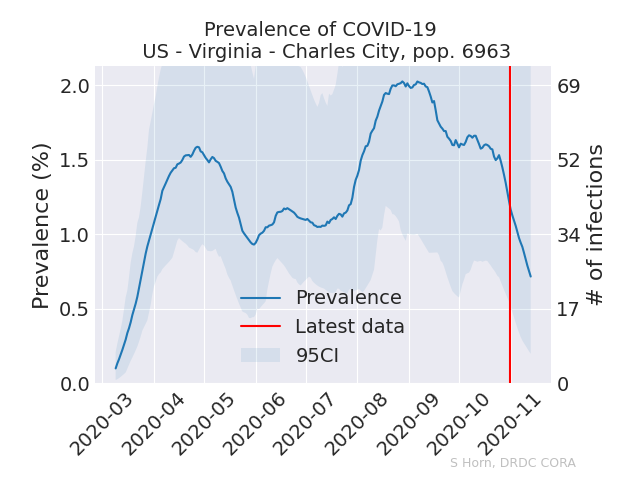 Prevalence of COVID-19
US - Virginia - Charles City, pop. 6963
Prevalence (%)
2.0
1.5
1.0
0.5
0.0
69
52
34
17
0
# of infections
Prevalence
Latest data
95CI
2020-03
2020-04
2020-05
2020-06
2020-07
2020-08
2020-09
2020-10
2020-11
S Horn, DRDC CORA